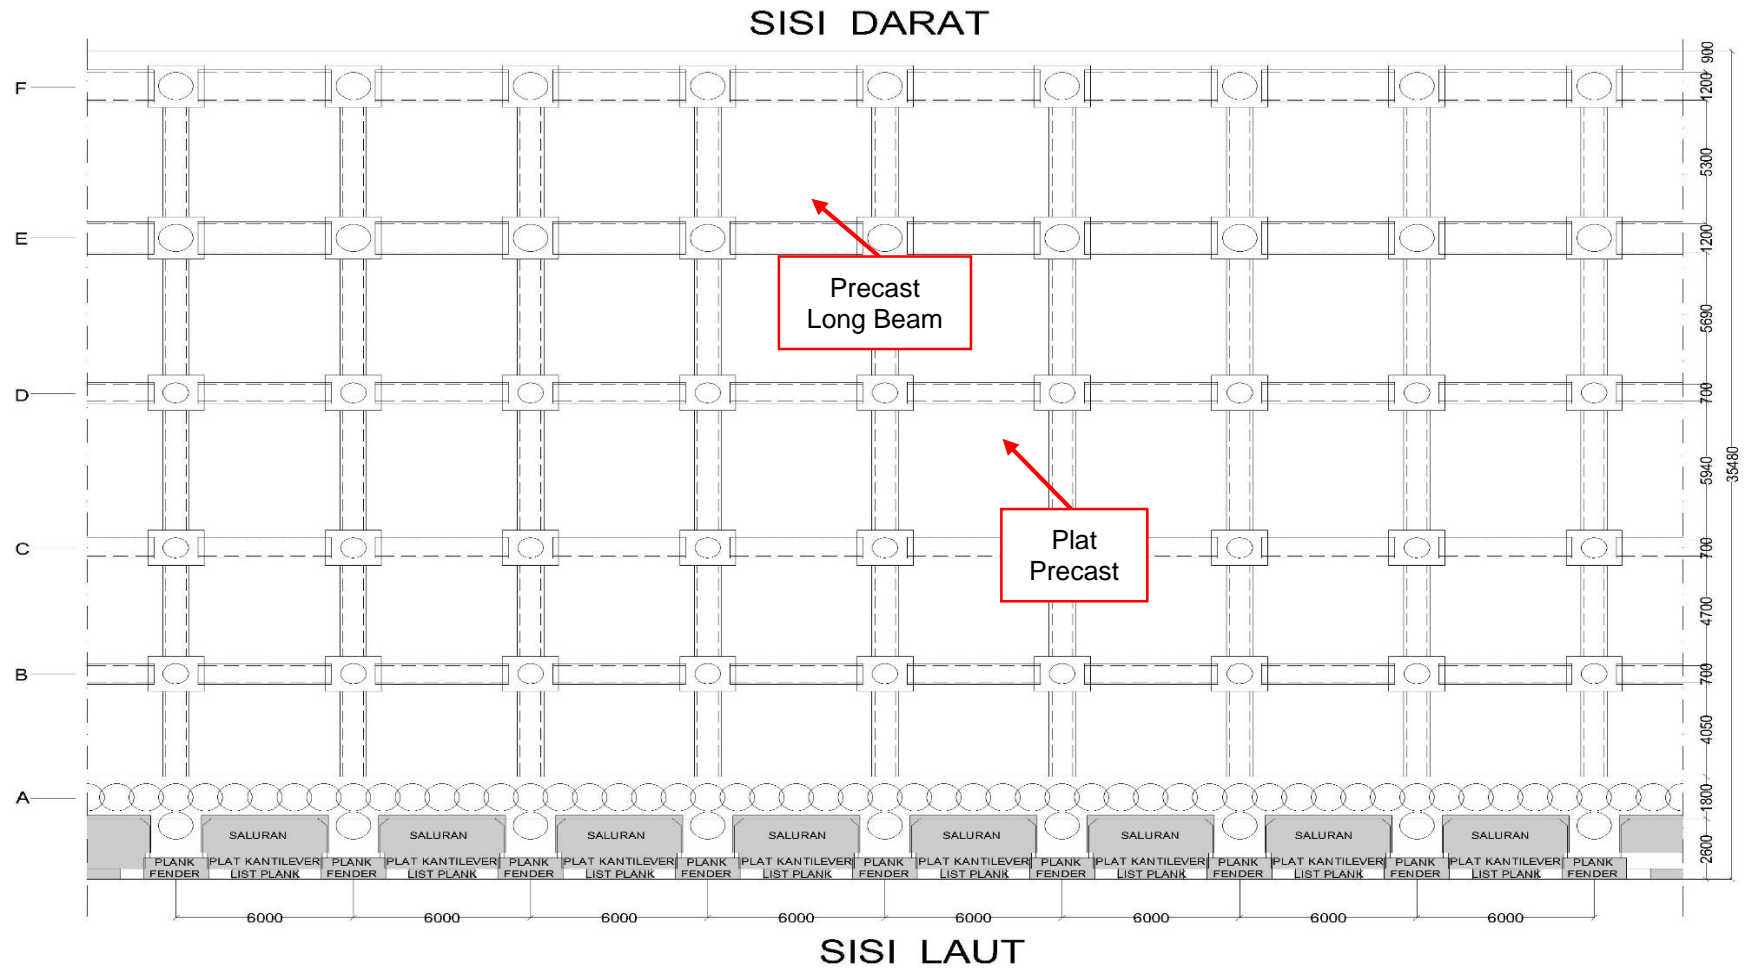 SISI DARAT
F
E
D
C
B
A
900
1200
5300
1200
5690
700
5940
700
4700
700
4050
1800
2600
35480
Precast
Long Beam
Plat
Precast
SALURAN SALURAN SALURAN SALURAN SALURAN SALURAN SALURAN SALURAN
PLANK PLAT KANTILEVER PLANK PLAT KANTILEVER PLANK PLAT KANTILEVER PLANK PLAT KANTILEVER PLANK PLAT KANTILEVER PLANK PLAT KANTILEVER PLANK PLAT KANTILEVER PLANK PLAT KANTILEVER PLANK
FENDER LIST PLANK FENDER LIST PLANK FENDER LIST PLANK FENDER LIST PLANK FENDER LIST PLANK FENDER LIST PLANK FENDER LIST PLANK FENDER LIST PLANK FENDER
6000 6000 6000 6000 6000 6000 6000 6000
SISI LAUT